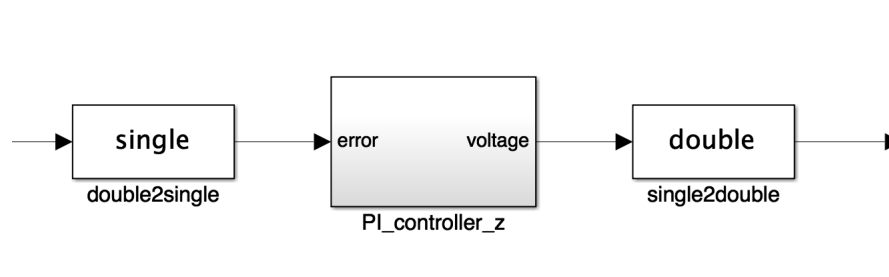 single
error
voltage
double
double2single
single2double
PI_controller_z